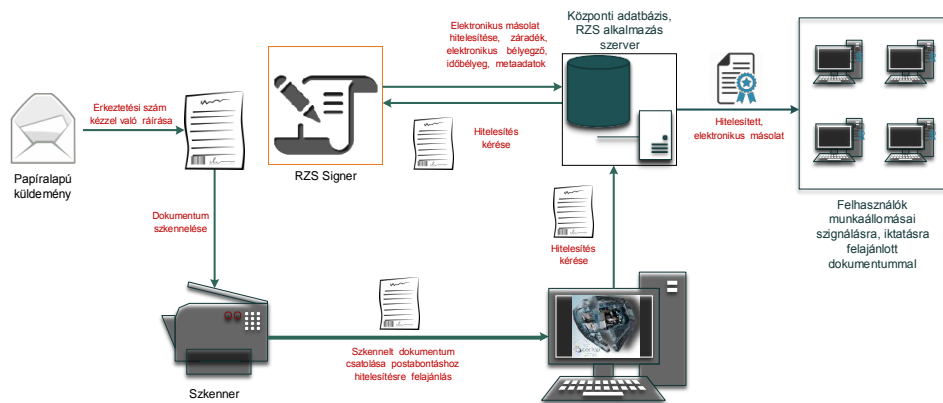 Elektronikus másolat
hitelesítése, záradék,
elektronikus bélyegző,
időbélyeg, metaadatok
Központi adatbázis,
RZS alkalmazás
szerver
Érkeztetési szám
kézzel való ráírása
Papíralapú
küldemény
RZS Signer
Hitelesítés
kérése
Hitelesített,
elektronikus másolat
Dokumentum
szkennelése
Hitelesítés
kérése
Felhasználók
munkaállomásai
szignálásra, iktatásra
felajánlott
dokumentummal
Szkennelt dokumentum
csatolása postabontáshoz
hitelesítésre felajánlás
Szkenner